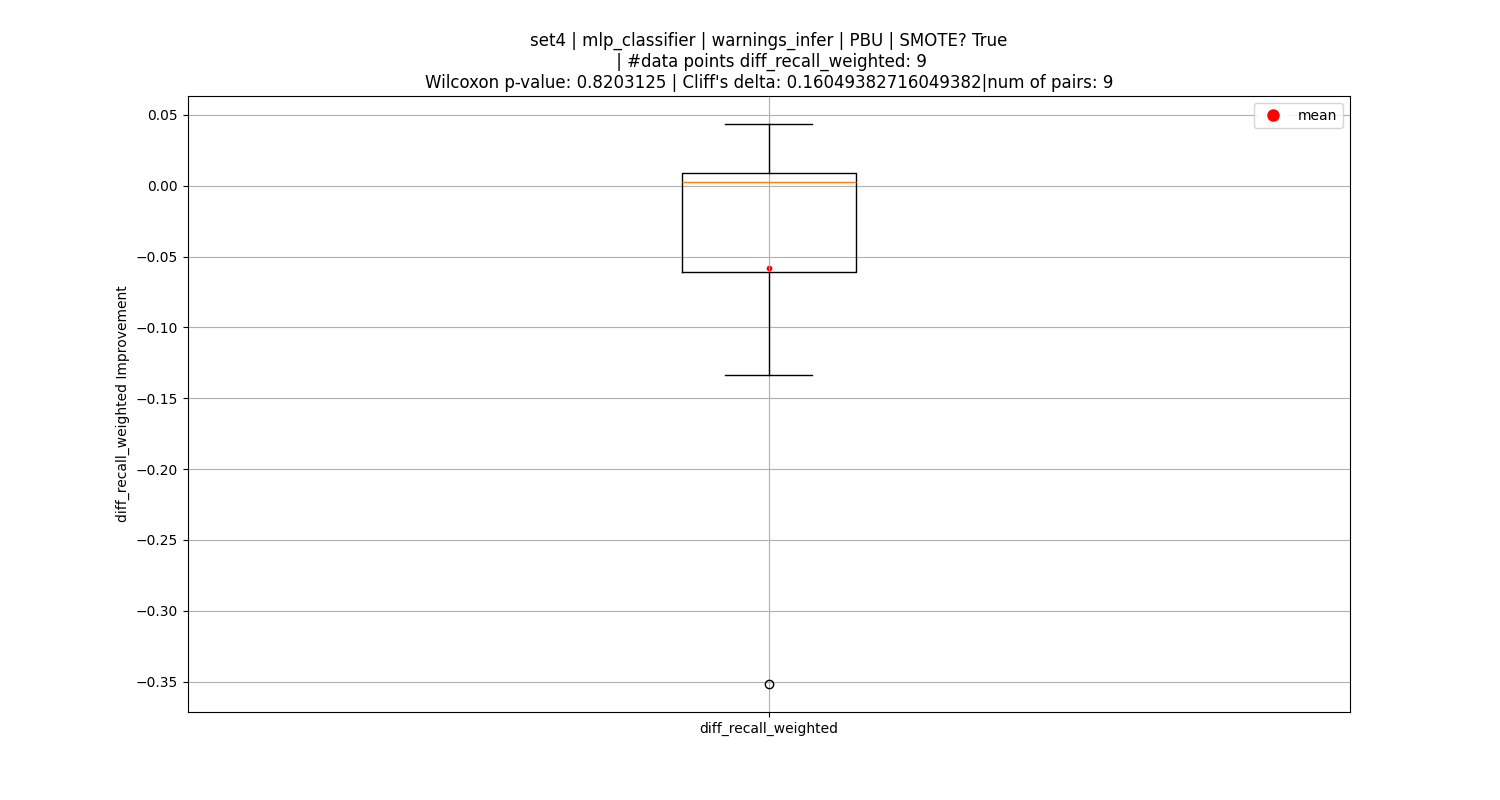 set4 | mlp_classifier | warnings_infer | PBU | SMOTE? True
| #data points diff_recall_weighted: 9
Wilcoxon p-value: 0.8203125 | Cliff's delta: 0.16049382716049382|num of pairs: 9
mean
0.05
0.00
−0.05
−0.10
−0.15
−0.20
−0.25
−0.30
−0.35
diff_recall_weighted Improvement
diff_recall_weighted